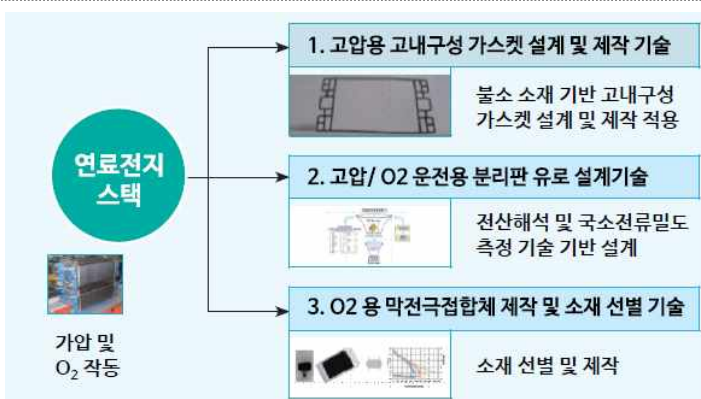 1. 고압용 고내구성 가스켓 설계 및 제작 기술
불소 소재 기반 고내구성
가스켓 설계 및 제작 적용
연료전지
스택
2. 고압/ O2 운전용 분리판 유로 설계기술
전산해석 및 국소전류밀도
측정 기술 기반 설계
가압 및
O₂ 작동
3. O2 용 막전극접합체 제작 및 소재 선별 기술
소재 선별 및 제작